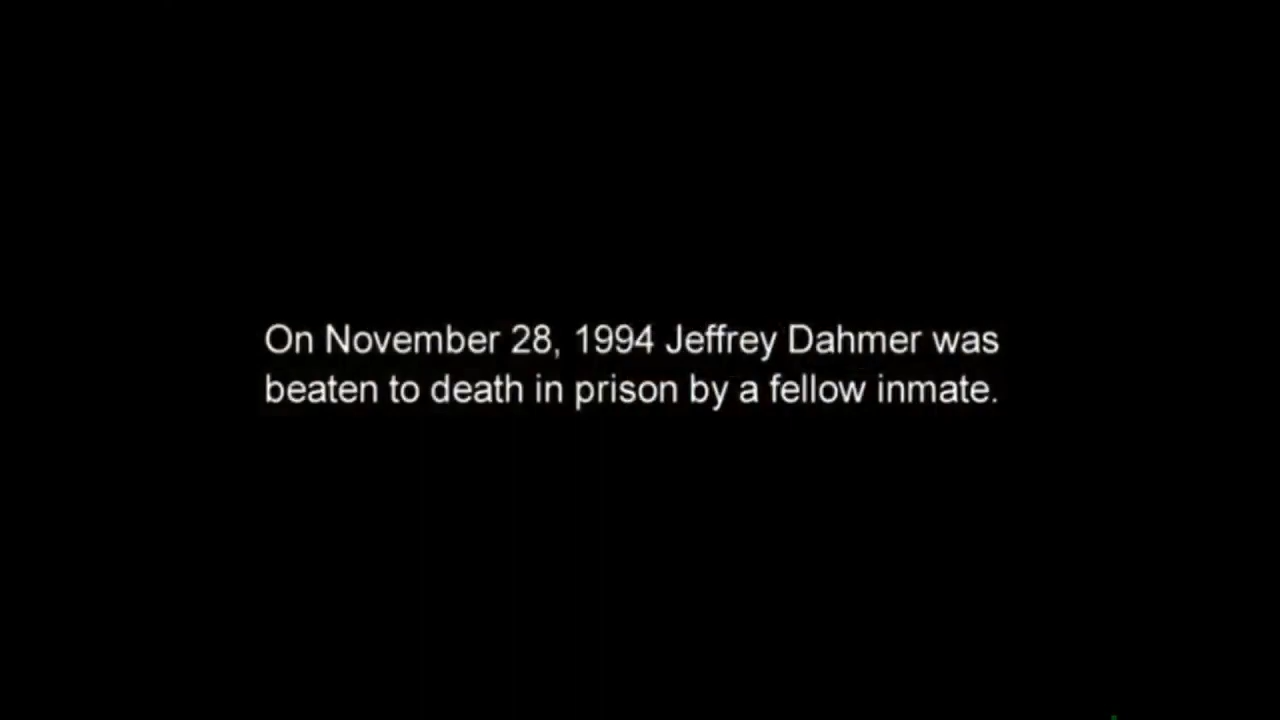 On November 28, 1994 Jeffrey Dahmer was
beaten to death in prison by a fellow inmate.